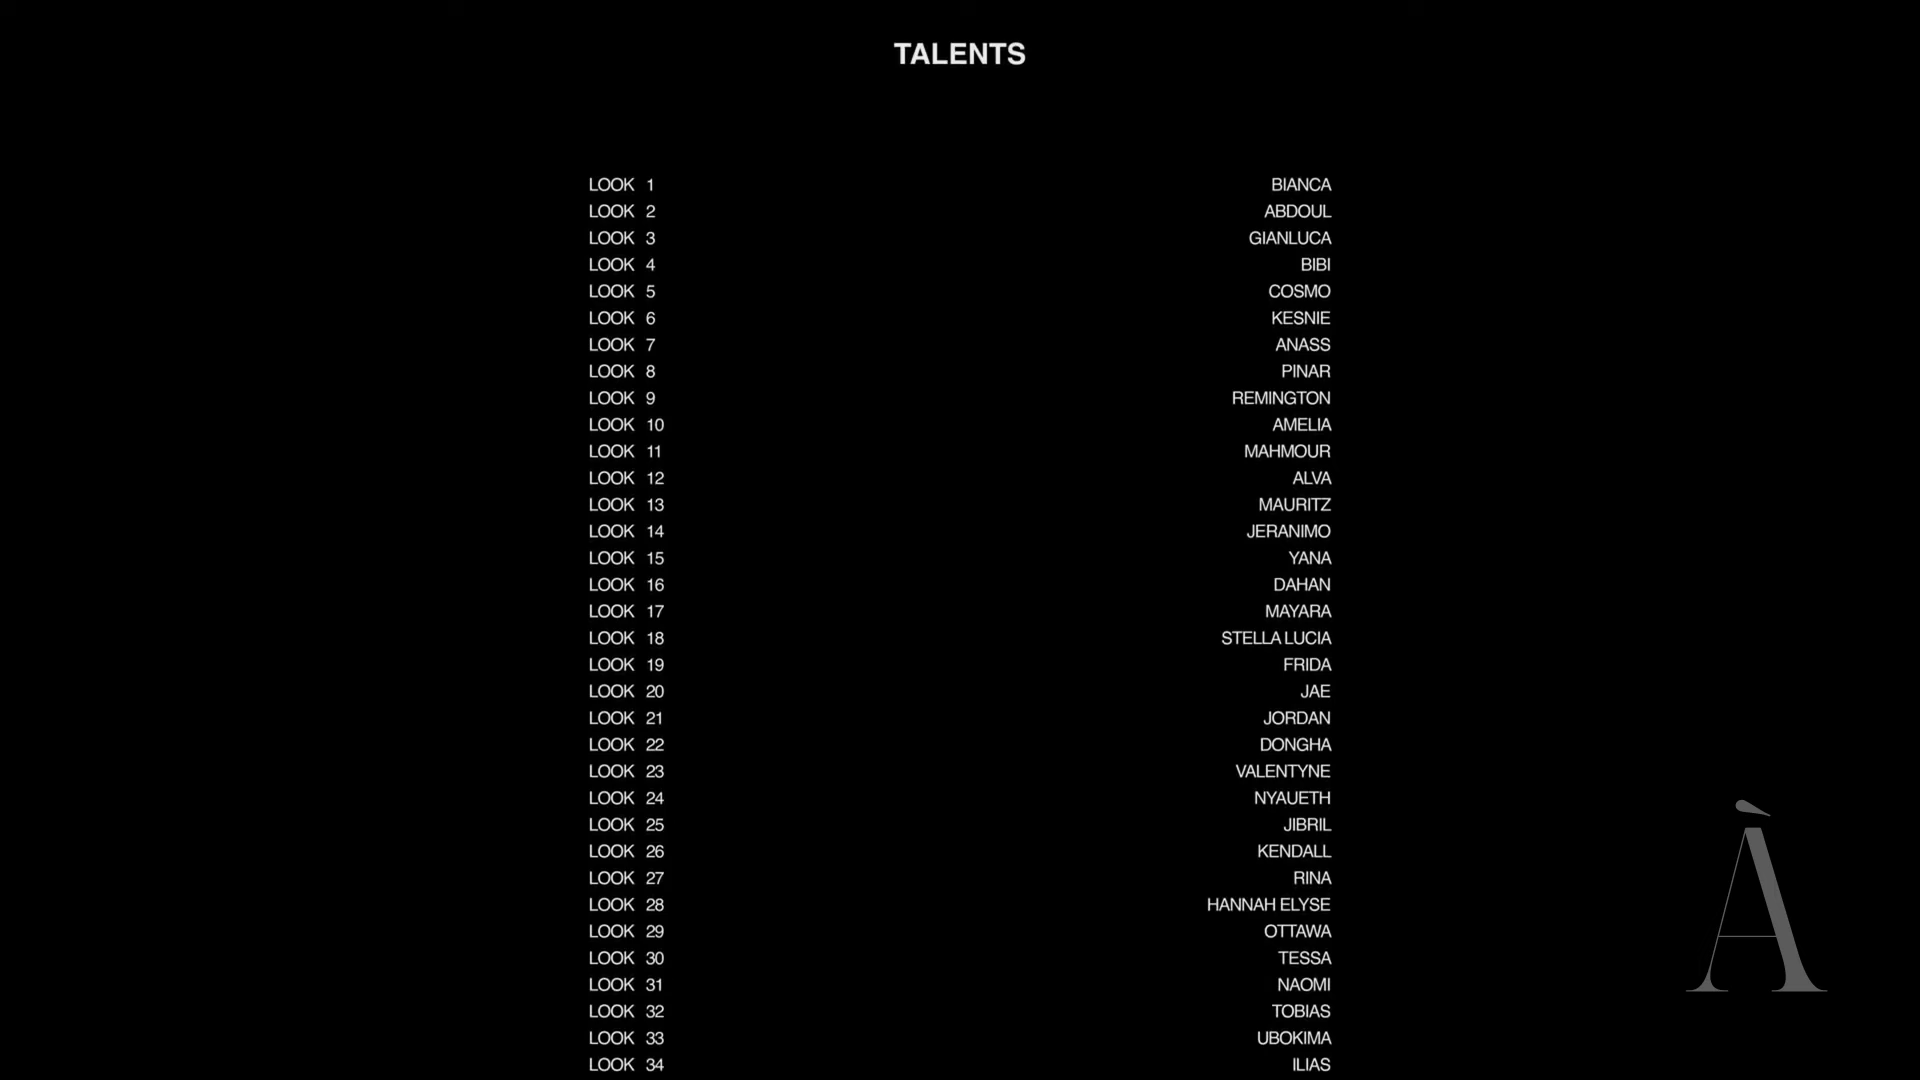 TALENTS
LOOK 1 BIANCA
LOOK 2 ABDOUL
LOOK 3 GIANLUCA
LOOK 4 BIBI
LOOK 5 COSMO
LOOK 6 KESNIE
LOOK 7 ANASS
LOOK 8 PINAR
LOOK 9 REMINGTON
LOOK 10 AMELIA
LOOK 11 MAHMOUR
LOOK 12 ALVA
LOOK 13 MAURITZ
LOOK 14 JERANIMO
LOOK 15 YANA
LOOK 16 DAHAN
LOOK 17 MAYARA
LOOK 18 STELLA LUCIA
LOOK 19 FRIDA
LOOK 20 JAE
LOOK 21 JORDAN
LOOK 22 DONGHA
LOOK 23 VALENTYNE
LOOK 24 NYAUETH
LOOK 25 JIBRIL
LOOK 26 KENDALL
LOOK 27 RINA
LOOK 28 HANNAH ELYSE
LOOK 29 OTTAWA
LOOK 30 TESSA
LOOK 31 NAOMI
LOOK 32 TOBIAS
LOOK 33 UBOKIMA
LOOK 34 ILIAS
À